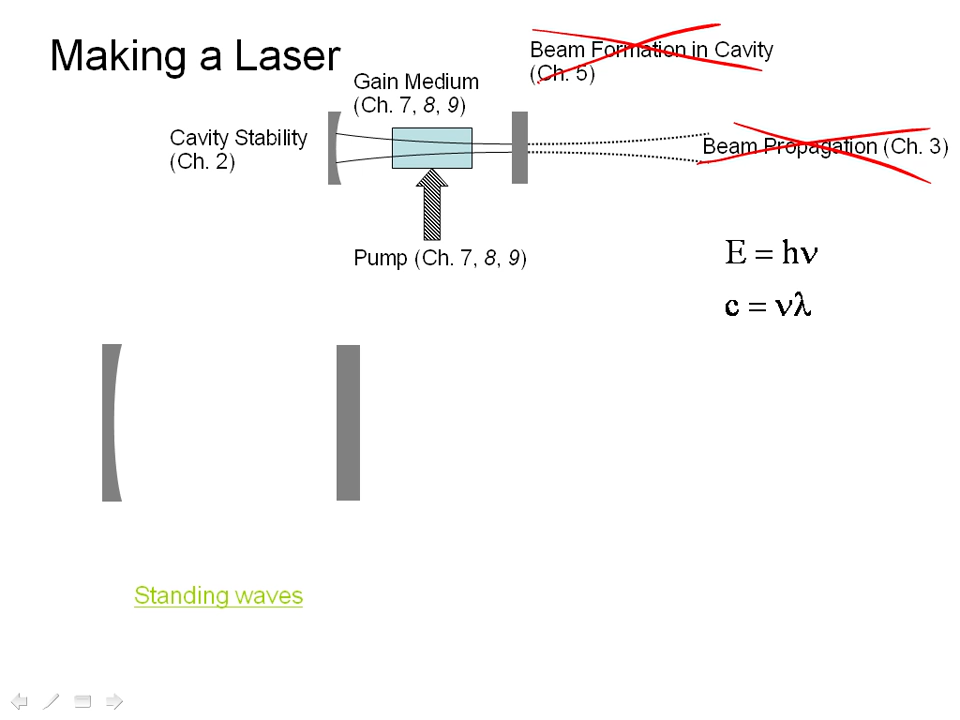 Making a Laser
Beam Formation in Cavity
(Ch. 5)
Gain Medium
(Ch. 7, 8, 9)
Cavity Stability
(Ch. 2)
Beam Propagation (Ch. 3)
Pump (Ch. 7, 8, 9)
E = hν
c = νλ
Standing waves